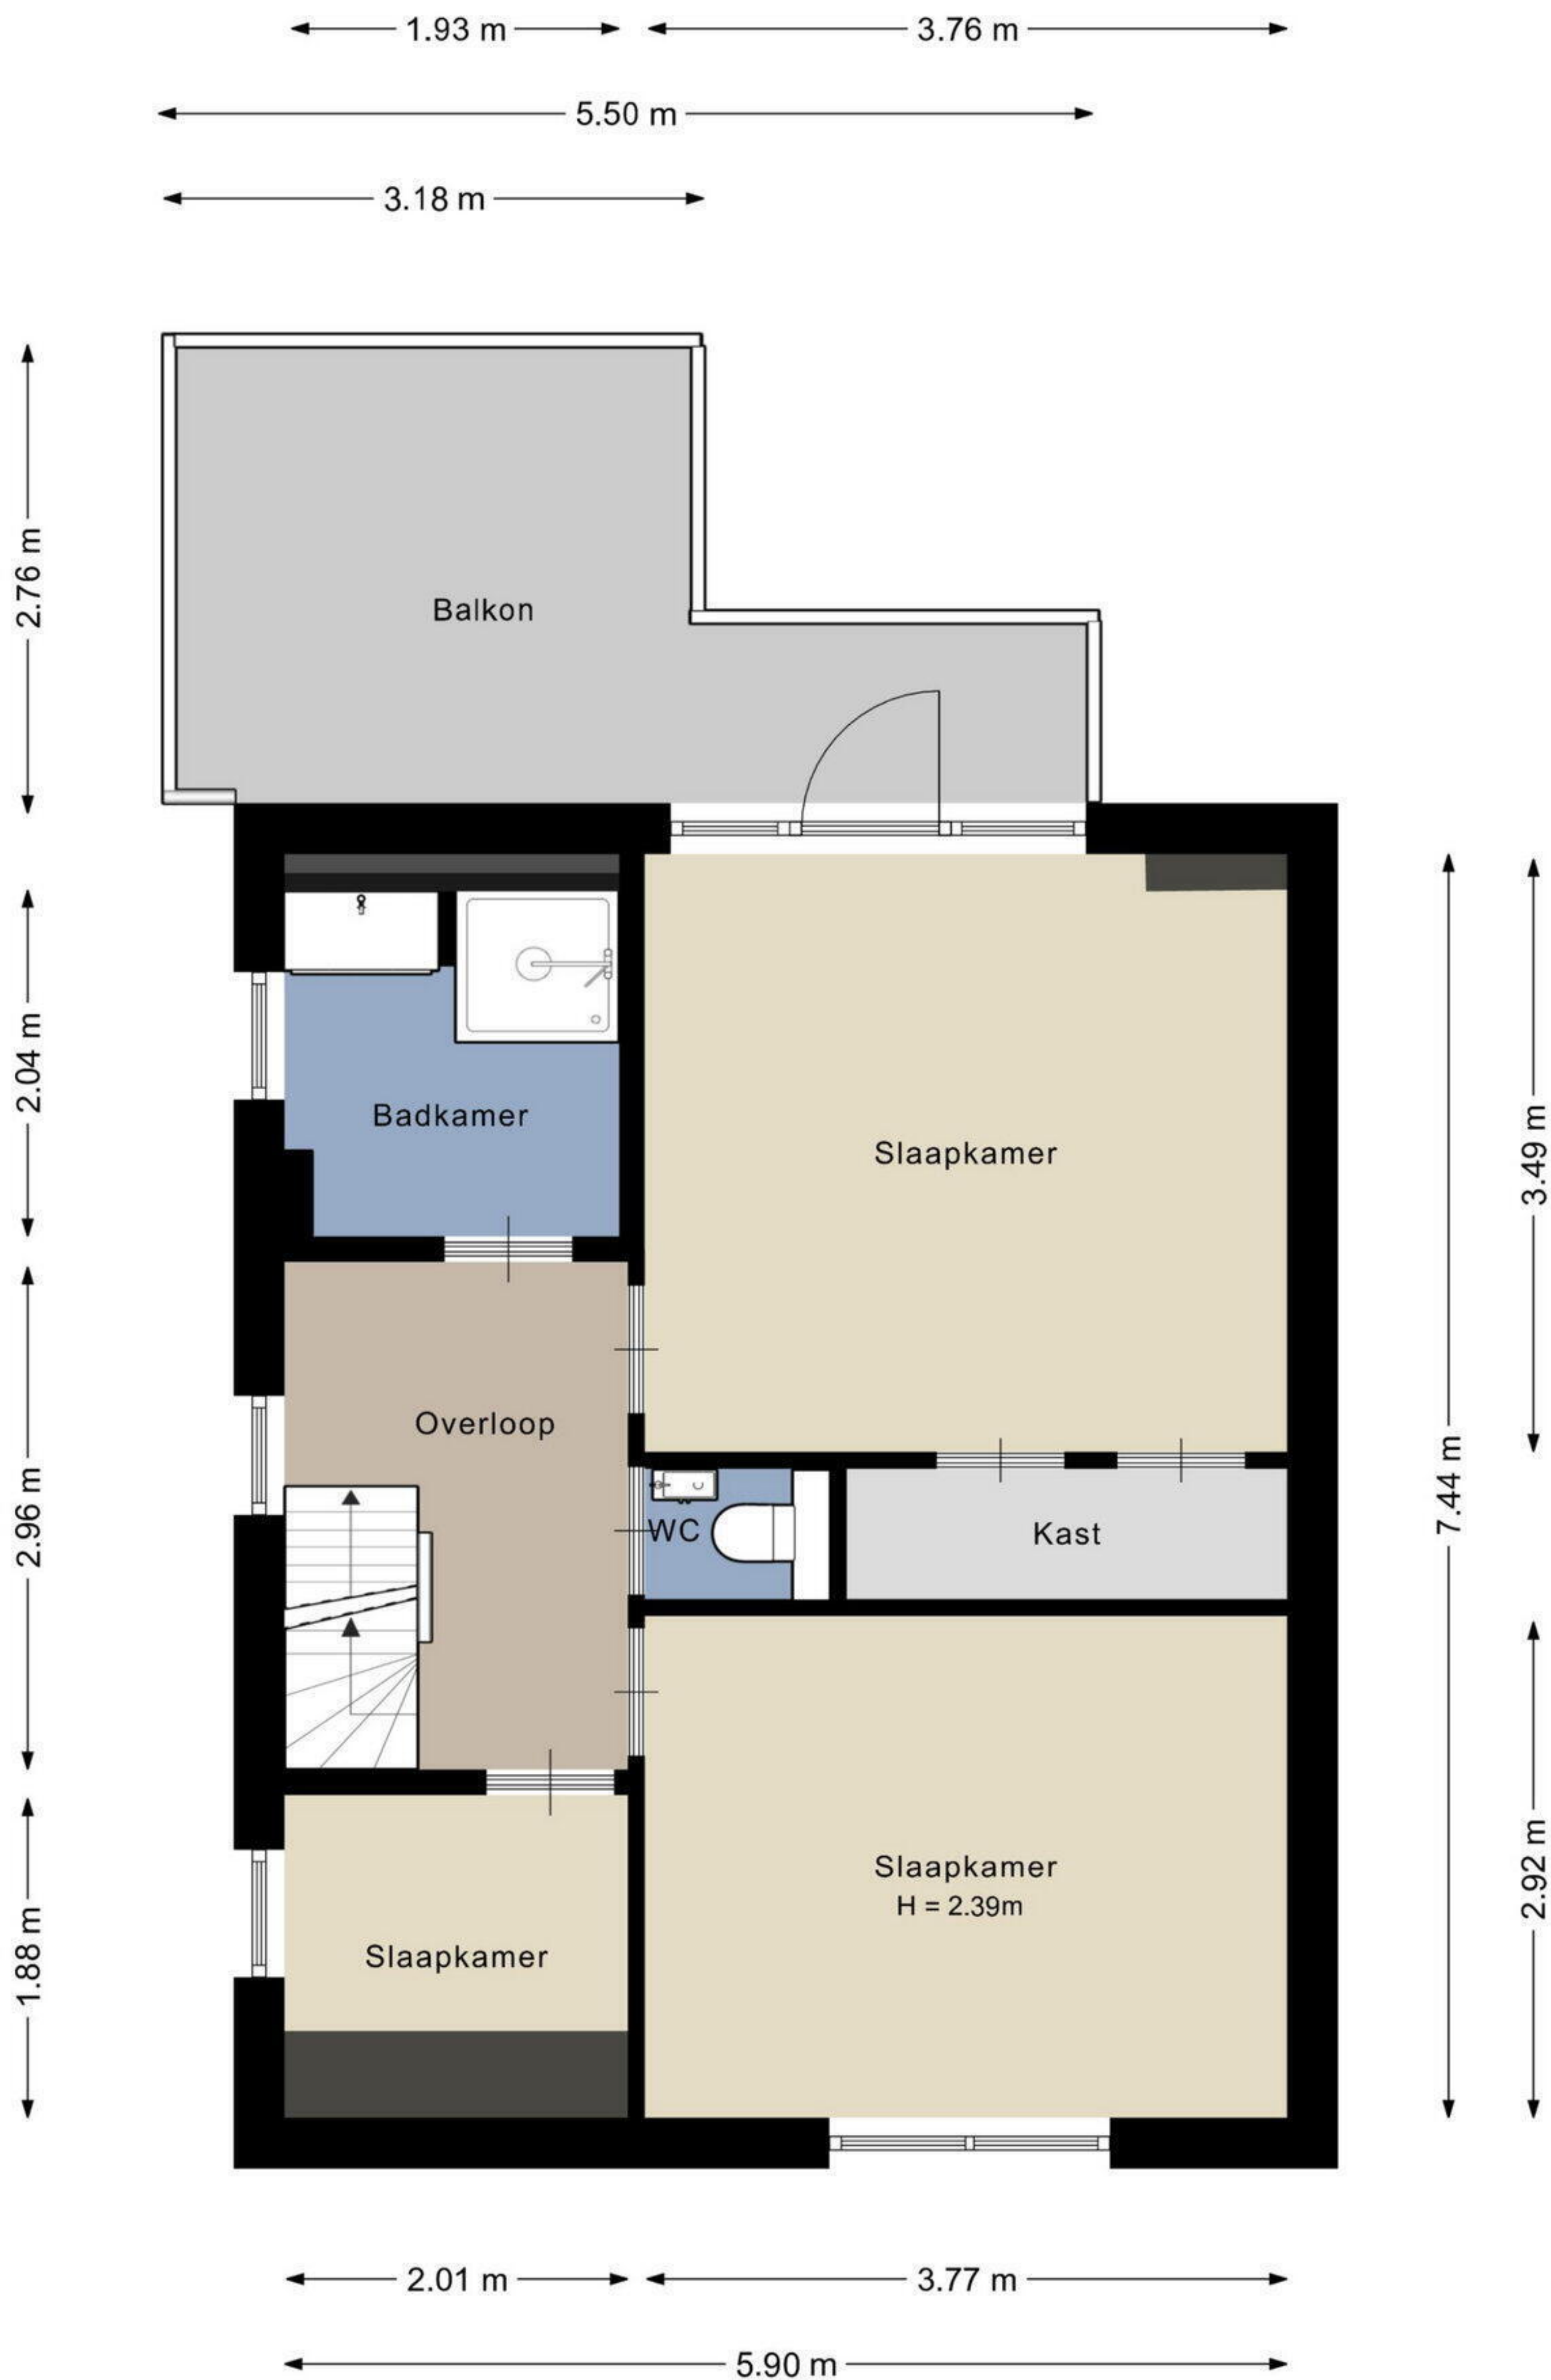 1.93 m
3.76 m
5.50 m
3.18 m
2.76 m
Balkon
2.04 m
Badkamer
Slaapkamer
3.49 m
Overloop
7.44 m
2.96 m
WC
Kast
Slaapkamer
H = 2.39m
2.92 m
1.88 m
Slaapkamer
2.01 m
3.77 m
5.90 m